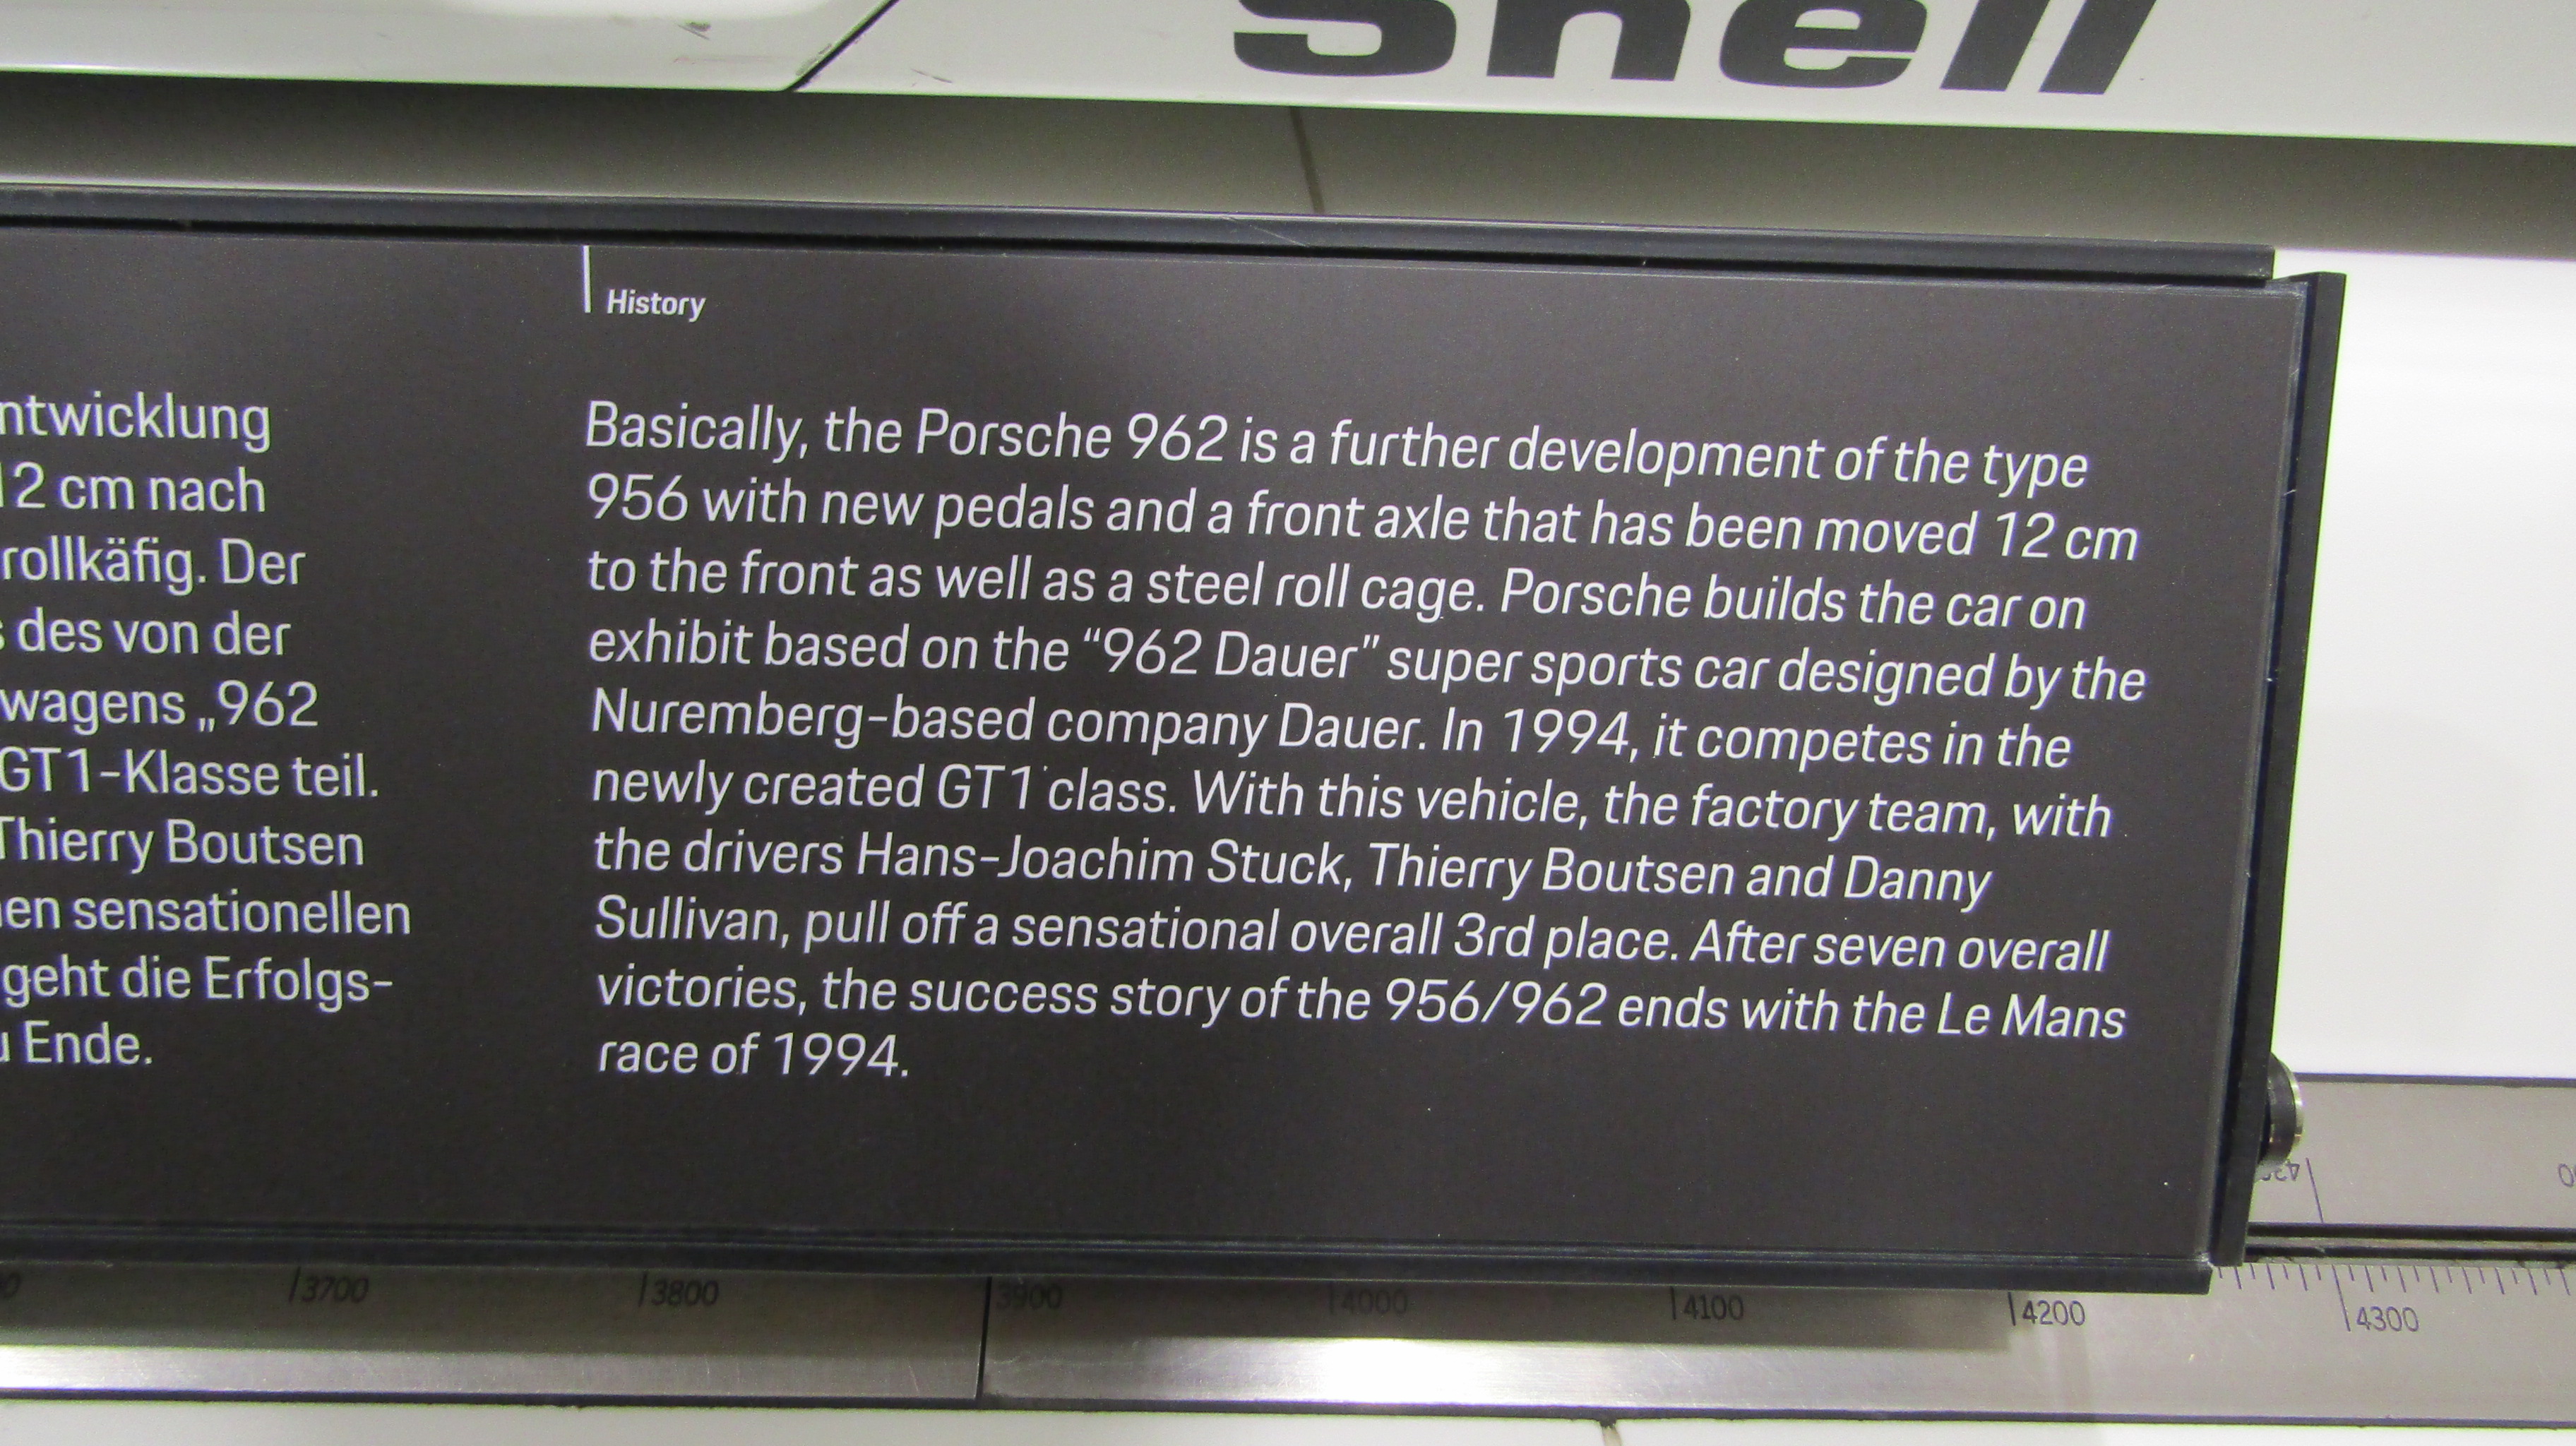 Shell
History
ntwicklung
12 cm nach
rollkäfig. Der
des von der
wagens „962
GT1-Klasse teil.
Thierry Boutsen
en sensationellen
geht die Erfolgs-
Ende.
Basically, the Porsche 962 is a further development of the type
956 with new pedals and a front axle that has been moved 12 cm
to the front as well as a steel roll cage. Porsche builds the car on
exhibit based on the “962 Dauer” super sports car designed by the
Nuremberg-based company Dauer. In 1994, it competes in the
newly created GT1 class. With this vehicle, the factory team, with
the drivers Hans-Joachim Stuck, Thierry Boutsen and Danny
Sullivan, pull off a sensational overall 3rd place. After seven overall
victories, the success story of the 956/962 ends with the Le Mans
race of 1994.
3700 3800 3900 4000 4100 4200 4300